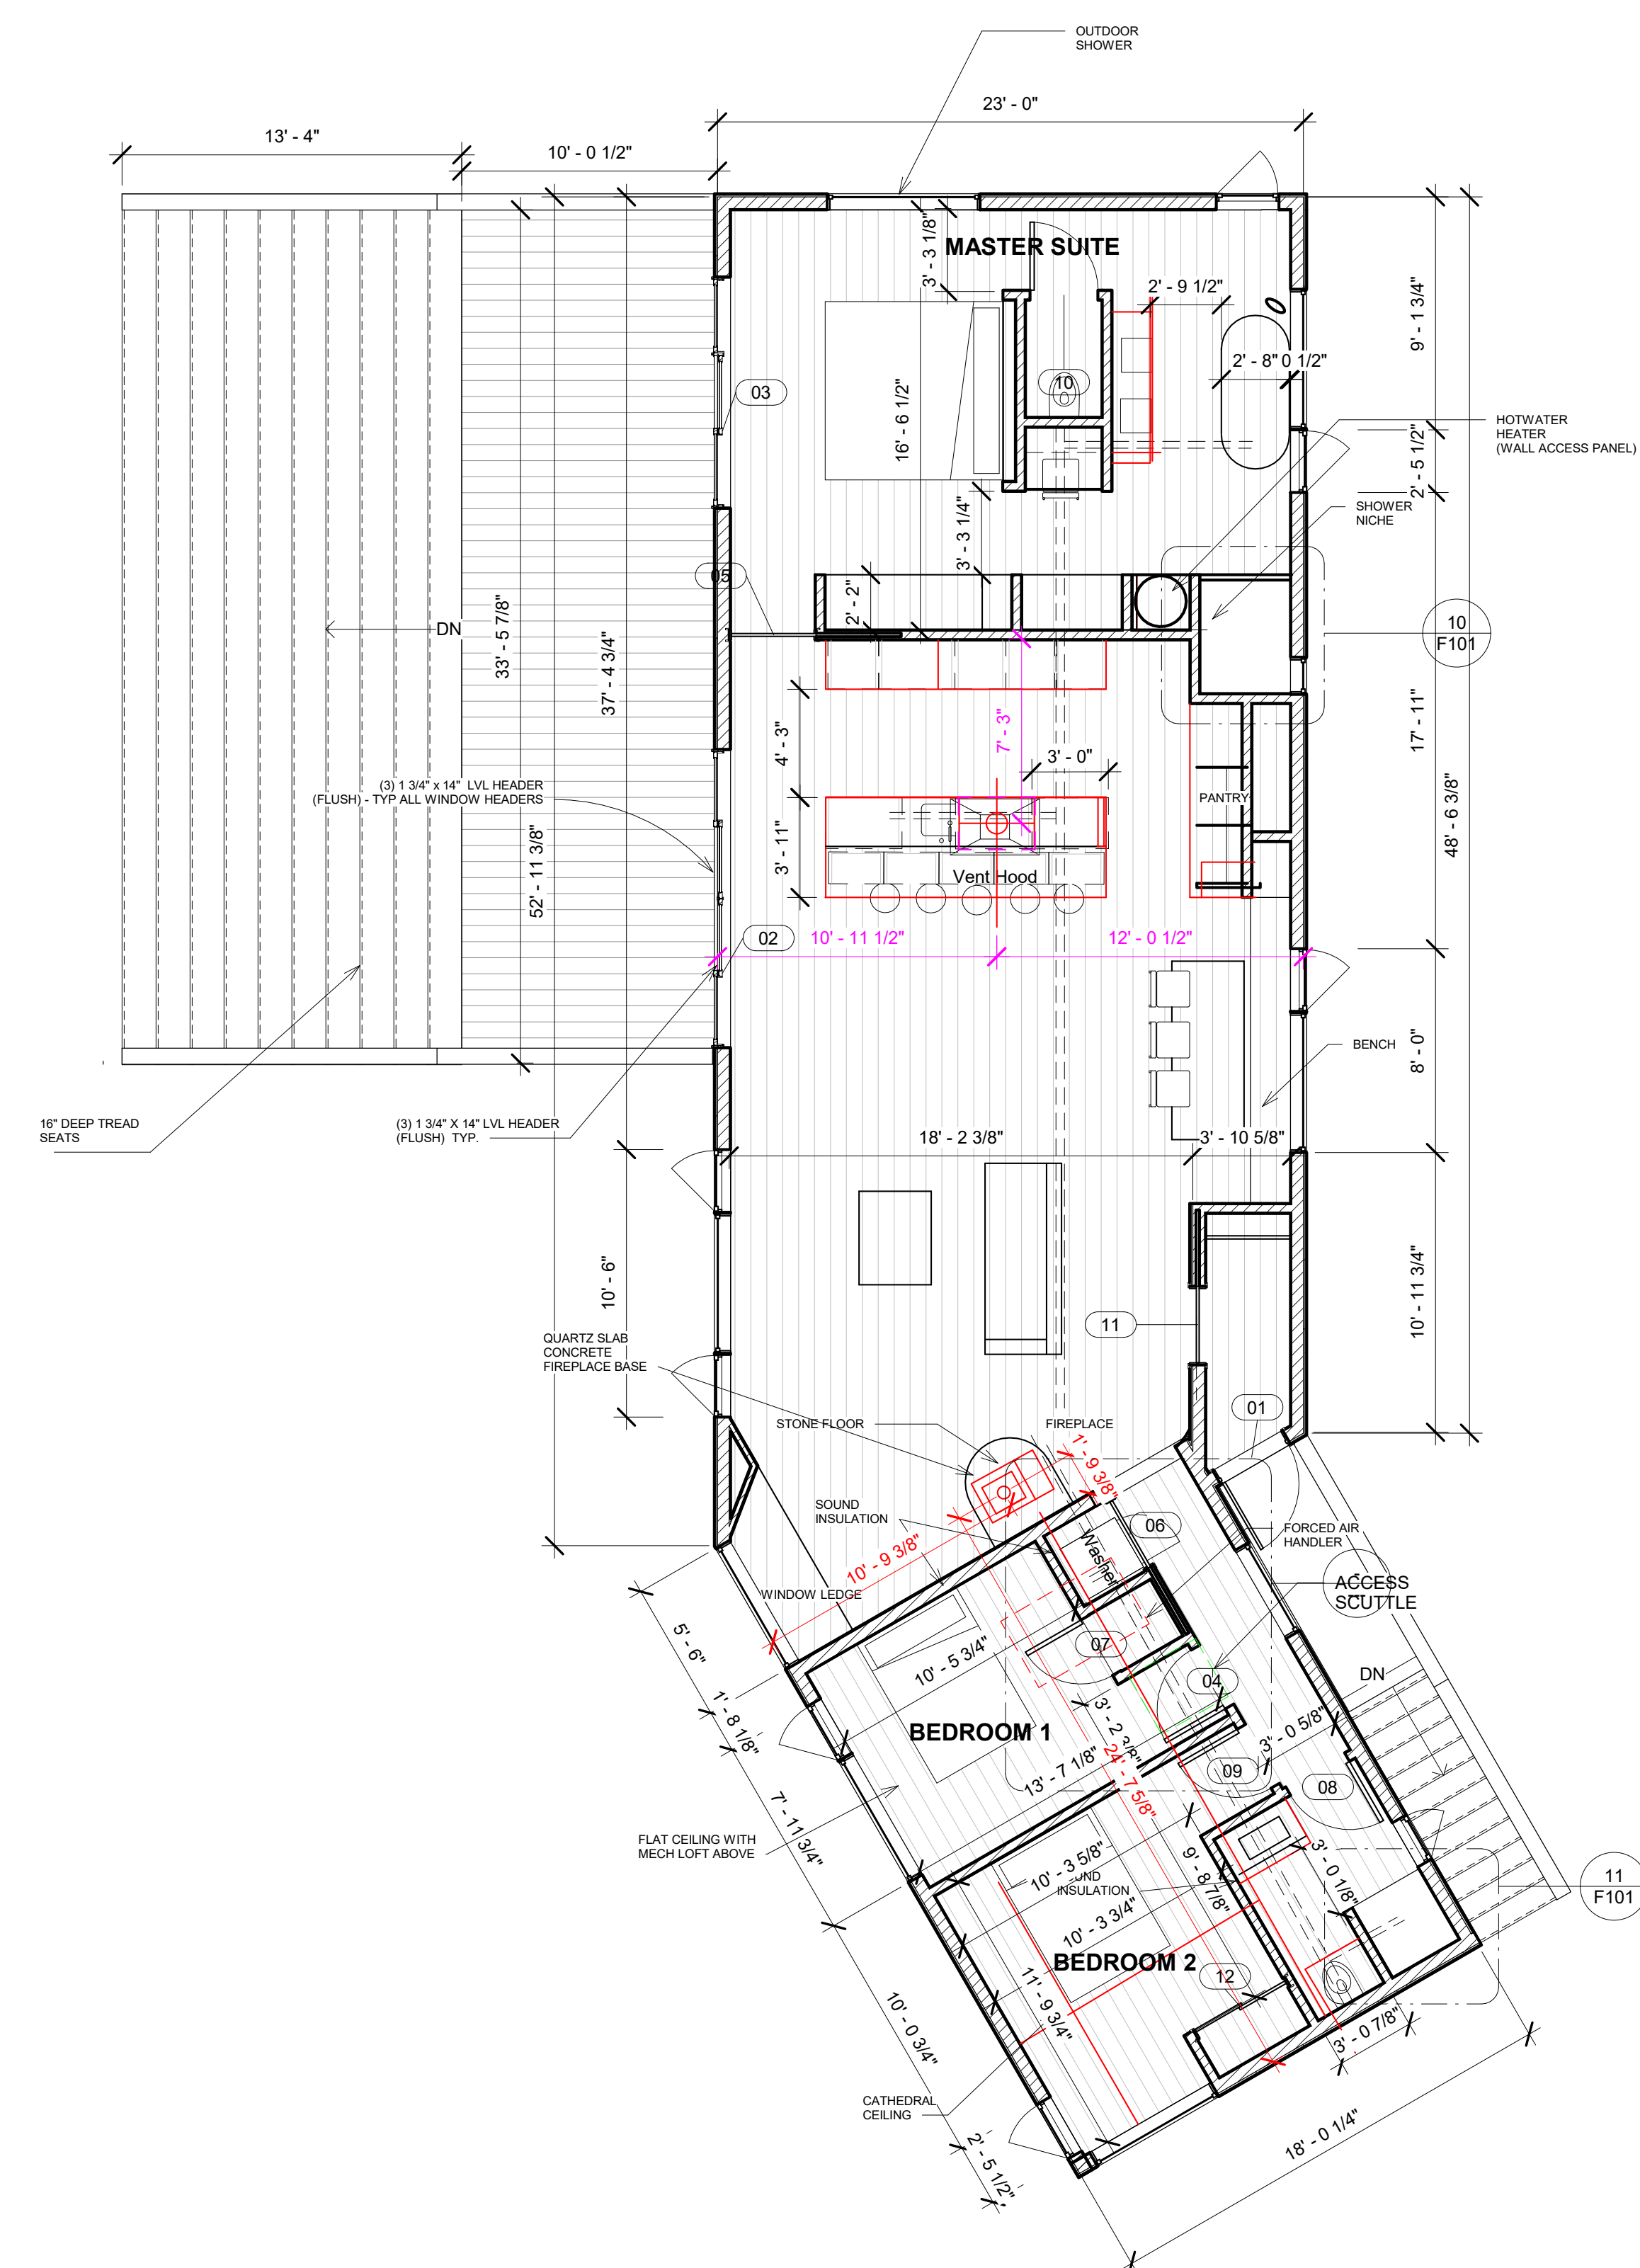 OUTDOOR
SHOWER
23' - 0"
13' - 4"
10' - 0 1/2"
MASTER SUITE
3' - 3 1/8"
2' - 9 1/2"
9' - 1 3/4"
2' - 8"
0 1/2"
03
10
16' - 6 1/2"
HOTWATER
HEATER
(WALL ACCESS PANEL)
2' - 5 1/2"
SHOWER
NICHE
3' - 3 1/4"
05
2' - 2"
DN
33' - 5 7/8"
37' - 4 3/4"
10
F101
17' - 11"
7' - 3"
4' - 3"
3' - 0"
(3) 1 3/4" x 14" LVL HEADER
(FLUSH) - TYP ALL WINDOW HEADERS
PANTRY
48' - 6 3/8"
3' - 11"
Vent Hood
52' - 11 3/8"
02
10' - 11 1/2"
12' - 0 1/2"
BENCH
8' - 0"
16" DEEP TREAD
SEATS
(3) 1 3/4" X 14" LVL HEADER
(FLUSH) TYP.
18' - 2 3/8"
3' - 10 5/8"
10' - 6"
10' - 11 3/4"
11
QUARTZ SLAB
CONCRETE
FIREPLACE BASE
01
STONE FLOOR
FIREPLACE
1' - 9 3/8"
SOUND
INSULATION
06
FORCED AIR
HANDLER
Washer
10' - 9 3/8"
ACCESS
SCUTTLE
WINDOW LEDGE
5' - 6"
07
10' - 5 3/4"
04
DN
1' - 8 1/8"
BEDROOM 1
3' - 2 3/8"
3' - 0 5/8"
13' - 7 1/8"
24' - 7 5/8"
09
08
7' - 11 3/4"
FLAT CEILING WITH
MECH LOFT ABOVE
10' - 3 5/8"
UND
INSULATION
9' - 8 7/8"
3' - 0 1/8"
11
F101
10' - 3 3/4"
BEDROOM 2
12
11' - 9 3/4"
10' - 0 3/4"
3' - 0 7/8"
CATHEDRAL
CEILING
18' - 0 1/4"
2' - 5 1/2"